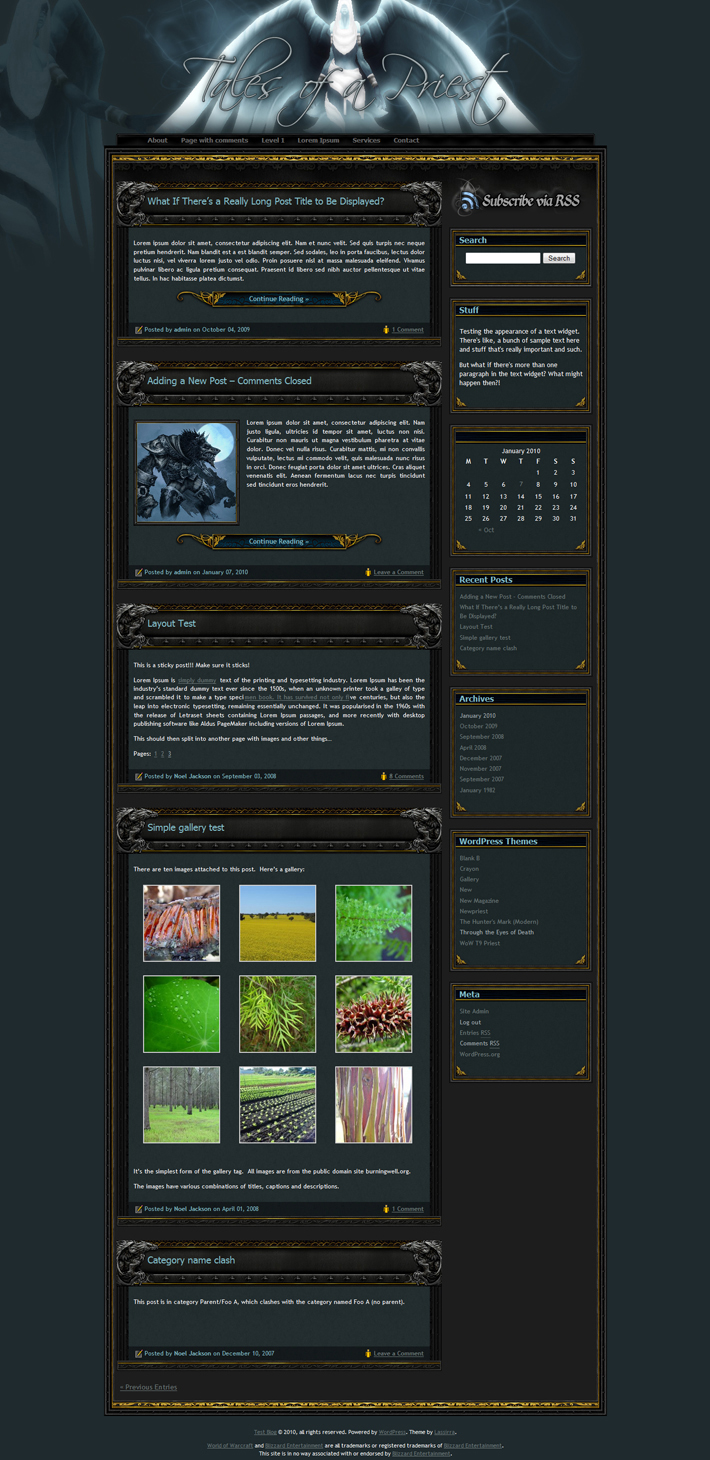 Tales of a Priest
About Page with comments Level 1 Lorem Ipsum Services Contact
What If There's a Really Long Post Title to Be Displayed?
Lorem ipsum dolor sit amet, consectetur adipiscing elit. Nam et nunc velit. Sed quis turpis nec neque
pretium hendrerit. Nam blandit est a est blandit semper. Sed sodales, leo in porta faucibus, lectus dolor
luctus nisl, vel viverra lorem justo vel odio. Proin posuere nisl at massa malesuada eleifend. Vivamus
pulvinar libero ac ligula pretium consequat. Praesent id libero sed nibh auctor pellentesque ut vitae
tellus. In hac habitasse platea dictumst.
Continue Reading »
Posted by admin on October 04, 2009
1 Comment
Adding a New Post – Comments Closed
Lorem ipsum dolor sit amet, consectetur adipiscing elit. Nam
justo ligula, ultricies id tempor sit amet, luctus non nisi.
Curabitur non mauris ut magna vestibulum pharetra at vitae
dolor. Donec vel nulla risus. Curabitur mattis, mi non convallis
vulputate, lectus mi commodo velit, quis malesuada nunc risus
in orci. Donec feugiat porta dolor sit amet ultrices. Cras aliquet
venenatis elit. Aenean fermentum lacus nec turpis tincidunt
sed tincidunt eros hendrerit.
Continue Reading »
Posted by admin on January 07, 2010
Leave a Comment
Layout Test
This is a sticky post!!! Make sure it sticks!
Lorem Ipsum is simply dummy text of the printing and typesetting industry. Lorem Ipsum has been the
industry's standard dummy text ever since the 1500s, when an unknown printer took a galley of type
and scrambled it to make a type specimen book. It has survived not only five centuries, but also the
leap into electronic typesetting, remaining essentially unchanged. It was popularised in the 1960s with
the release of Letraset sheets containing Lorem Ipsum passages, and more recently with desktop
publishing software like Aldus PageMaker including versions of Lorem Ipsum.
This should then split into another page with images and other things…
Pages: 1 2 3
Posted by Noel Jackson on September 03, 2008
8 Comments
Simple gallery test
There are ten images attached to this post. Here's a gallery:
It's the simplest form of the gallery tag. All images are from the public domain site burningwell.org.
The images have various combinations of titles, captions and descriptions.
Posted by Noel Jackson on April 01, 2008
1 Comment
Category name clash
This post is in category Parent/Foo A, which clashes with the category named Foo A (no parent).
Posted by Noel Jackson on December 10, 2007
Leave a Comment
« Previous Entries
Subscribe via RSS
Search
Search
Stuff
Testing the appearance of a text widget.
There's like, a bunch of sample text here
and stuff that's really important and such.
But what if there's more than one
paragraph in the text widget? What might
happen then?!
January 2010
M T W T F S S
1 2 3
4 5 6 7 8 9 10
11 12 13 14 15 16 17
18 19 20 21 22 23 24
25 26 27 28 29 30 31
« Oct
Recent Posts
Adding a New Post - Comments Closed
What If There's a Really Long Post Title to
Be Displayed?
Layout Test
Simple gallery test
Category name clash
Archives
January 2010
October 2009
September 2008
April 2008
December 2007
November 2007
September 2007
January 1982
WordPress Themes
Blank B
Crayon
Gallery
New
New Magazine
Newpriest
The Hunter's Mark (Modern)
Through the Eyes of Death
WoW T9 Priest
Meta
Site Admin
Log out
Entries RSS
Comments RSS
WordPress.org
Test Blog © 2010, all rights reserved. Powered by WordPress. Theme by
World of Warcraft and Blizzard Entertainment are all trademarks or registered trademarks of Blizzard Entertainment.
This site is in no way associated with or endorsed by Blizzard Entertainment.